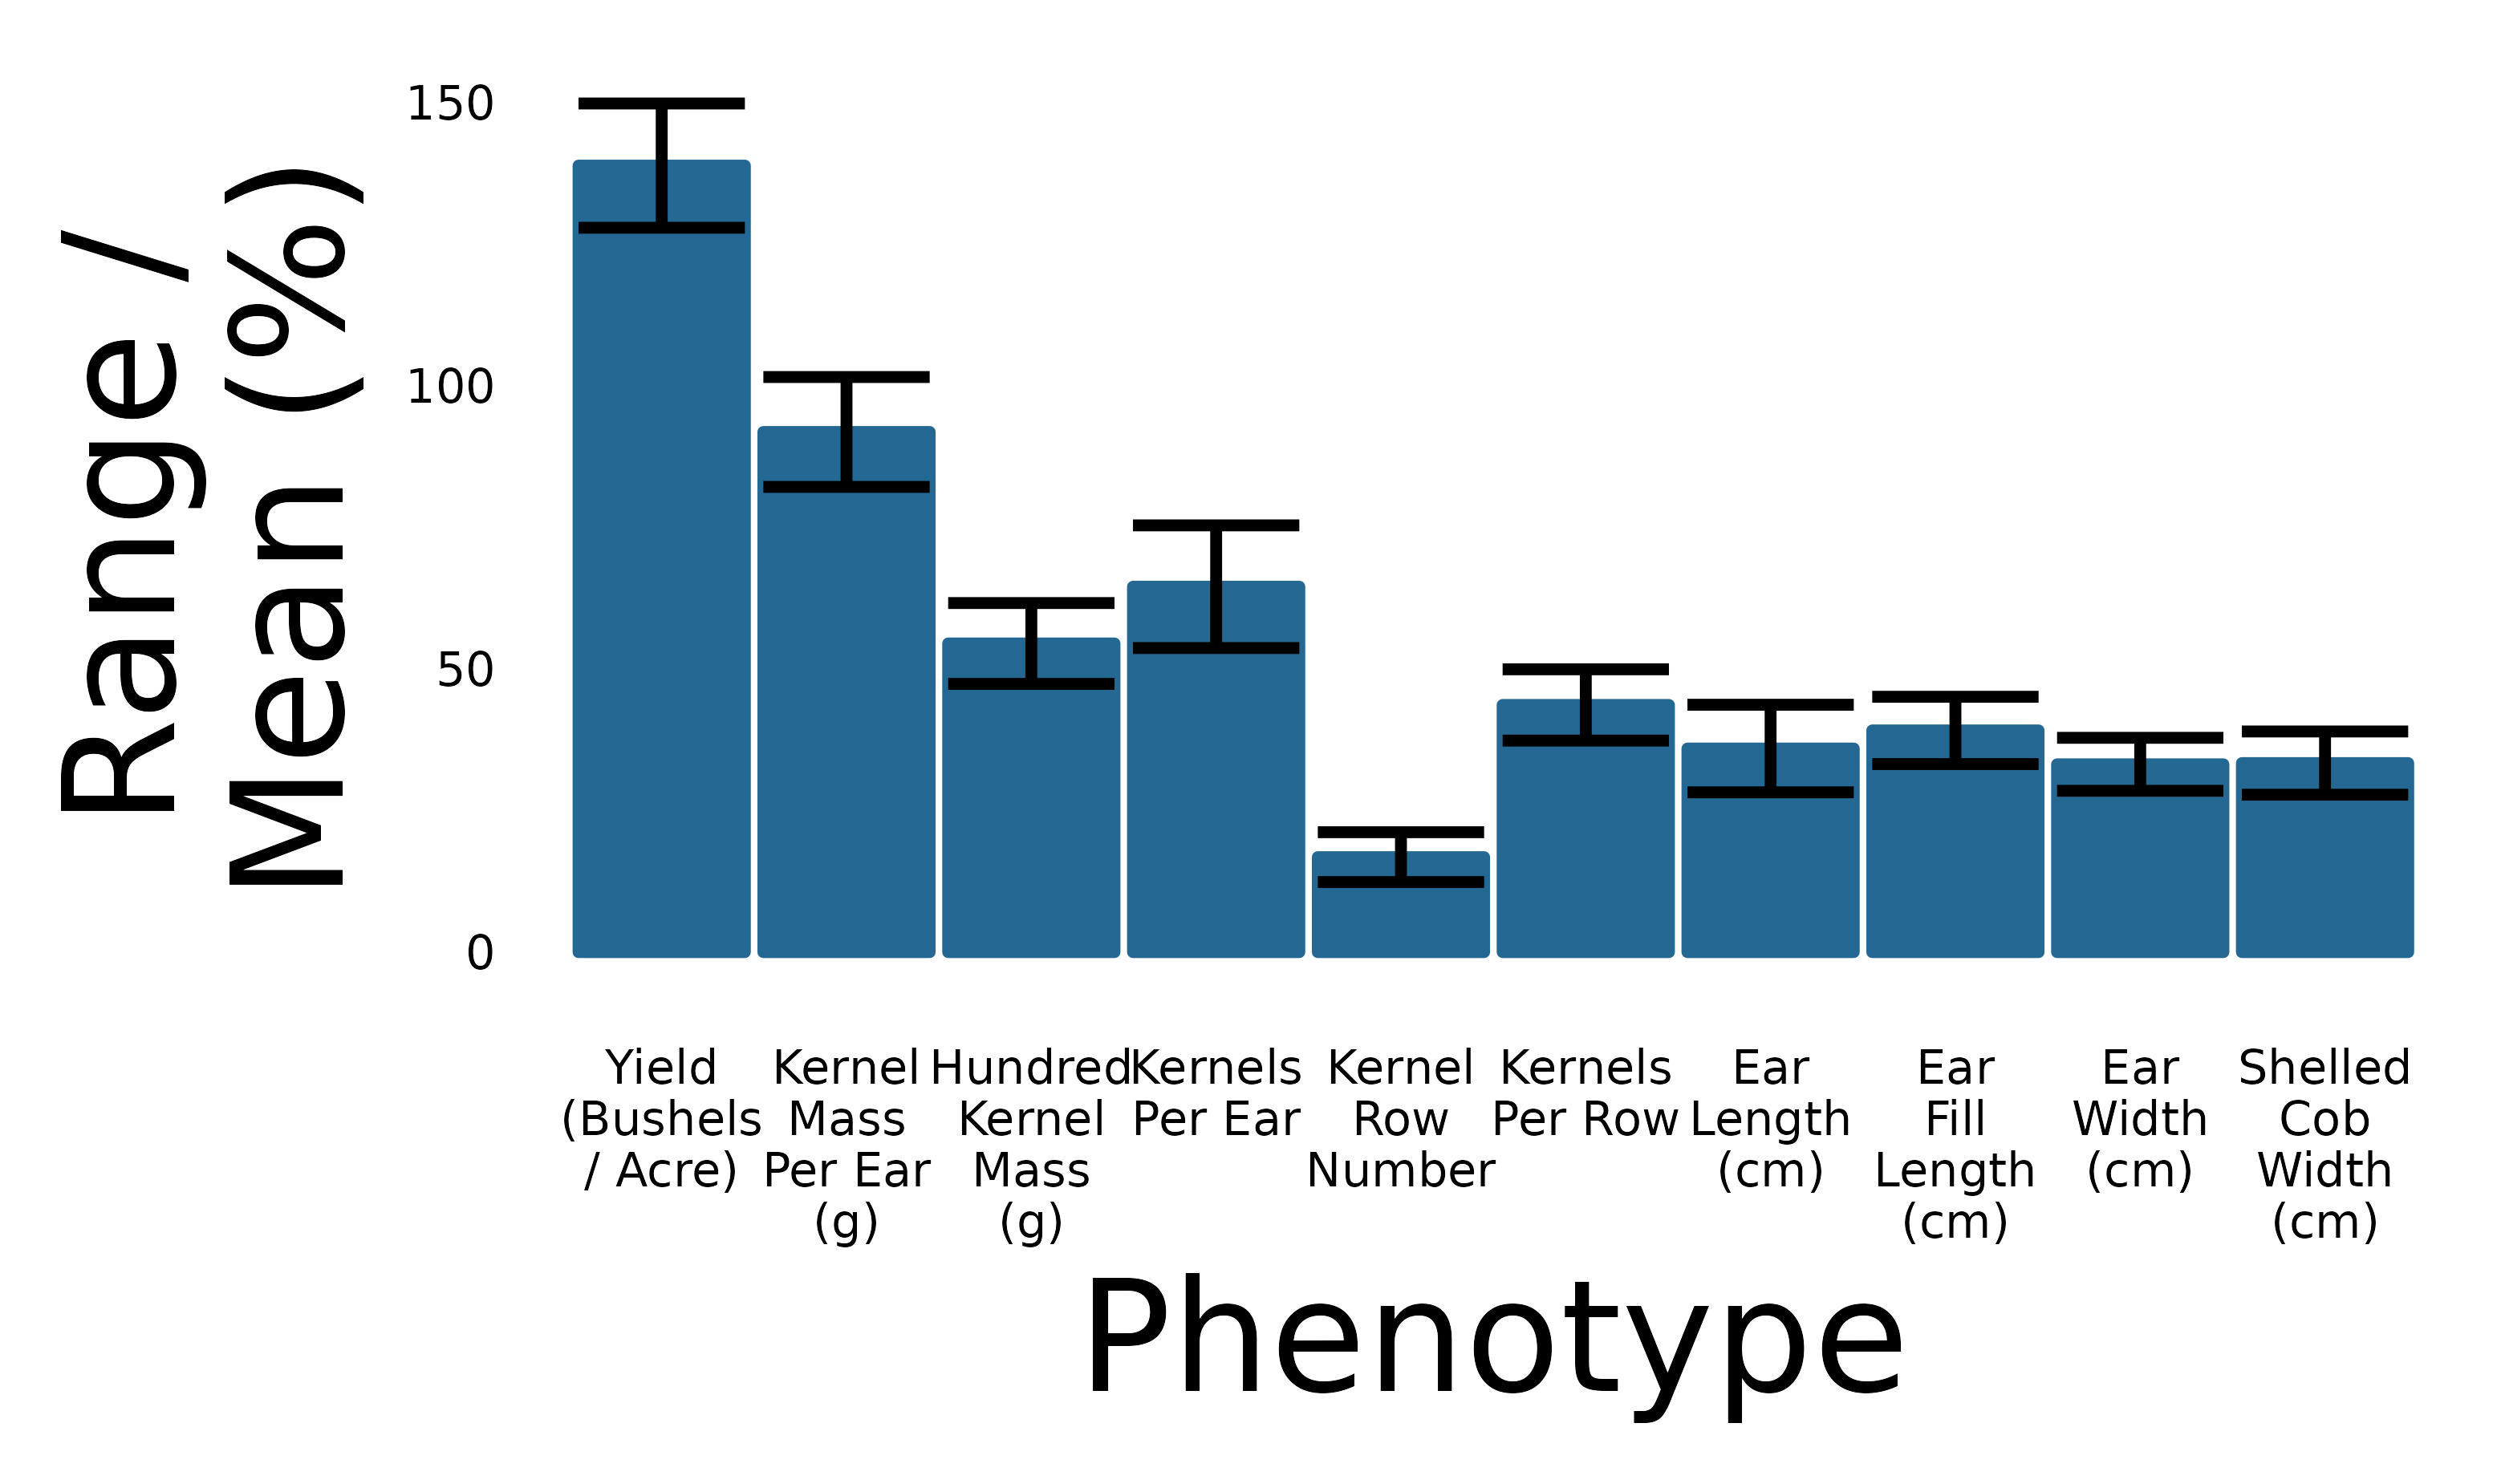 Range /
Mean (%)
150
100
50
0
Yield
(Bushels
/ Acre)
Kernel
Mass
Per Ear
(g)
Hundred
Kernel
Mass
(g)
Kernels
Per Ear
Kernel
Row
Number
Kernels
Per Row
Ear
Length
(cm)
Ear
Fill
Length
(cm)
Ear
Width
(cm)
Shelled
Cob
Width
(cm)
Phenotype